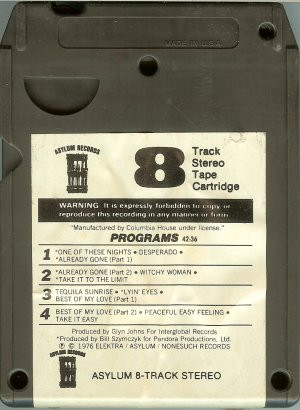 MADE IN U.S.A.
ASYLUM RECORDS
8
Track
Stereo
Tape
Cartridge
WARNING: It is expressly forbidden to copy or
reproduce this recording in any manner or form
"Manufactured by Columbia House under license."
PROGRAMS 42:36
1 *ONE OF THESE NIGHTS • DESPERADO •
*ALREADY GONE (Part 1)
2 *ALREADY GONE (Part 2) • WITCHY WOMAN •
*TAKE IT TO THE LIMIT
3 TEQUILA SUNRISE • *LYIN' EYES •
BEST OF MY LOVE (Part 1)
4 BEST OF MY LOVE (Part 2) • PEACEFUL EASY FEELING •
TAKE IT EASY
Produced by Glyn Johns For Interglobal Records
*Produced by Bill Szymczyk for Pandora Productions, Ltd.
℗ © 1976 ELEKTRA / ASYLUM / NONESUCH RECORDS
ASYLUM RECORDS
ASYLUM 8-TRACK STEREO